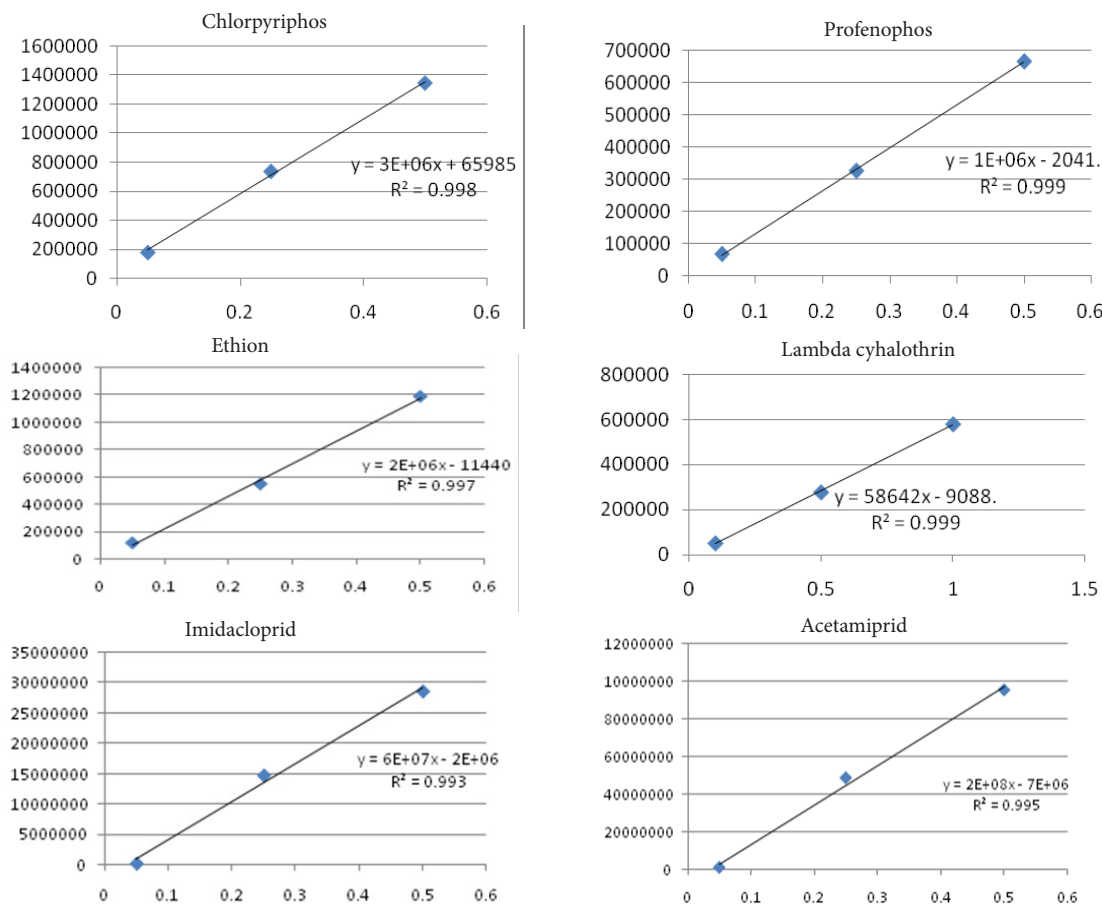 Chlorpyriphos
1600000
1400000
1200000
1000000
800000
600000
400000
200000
0
y = 3E+06x + 65985
R² = 0.998
0 0.2 0.4 0.6
Profenophos
700000
600000
500000
400000
300000
200000
100000
0
y = 1E+06x - 2041.
R² = 0.999
0 0.1 0.2 0.3 0.4 0.5 0.6
Ethion
1400000
1200000
1000000
800000
600000
400000
200000
0
y = 2E+06x - 11440
R² = 0.997
0 0.1 0.2 0.3 0.4 0.5 0.6
Lambda cyhalothrin
800000
600000
400000
200000
0
y = 58642x - 9088.
R² = 0.999
0 0.5 1 1.5
Imidacloprid
35000000
30000000
25000000
20000000
15000000
10000000
5000000
0
y = 6E+07x - 2E+06
R² = 0.993
0 0.1 0.2 0.3 0.4 0.5 0.6
Acetamiprid
12000000
10000000
80000000
60000000
40000000
20000000
0
y = 2E+08x - 7E+06
R² = 0.995
0 0.1 0.2 0.3 0.4 0.5 0.6